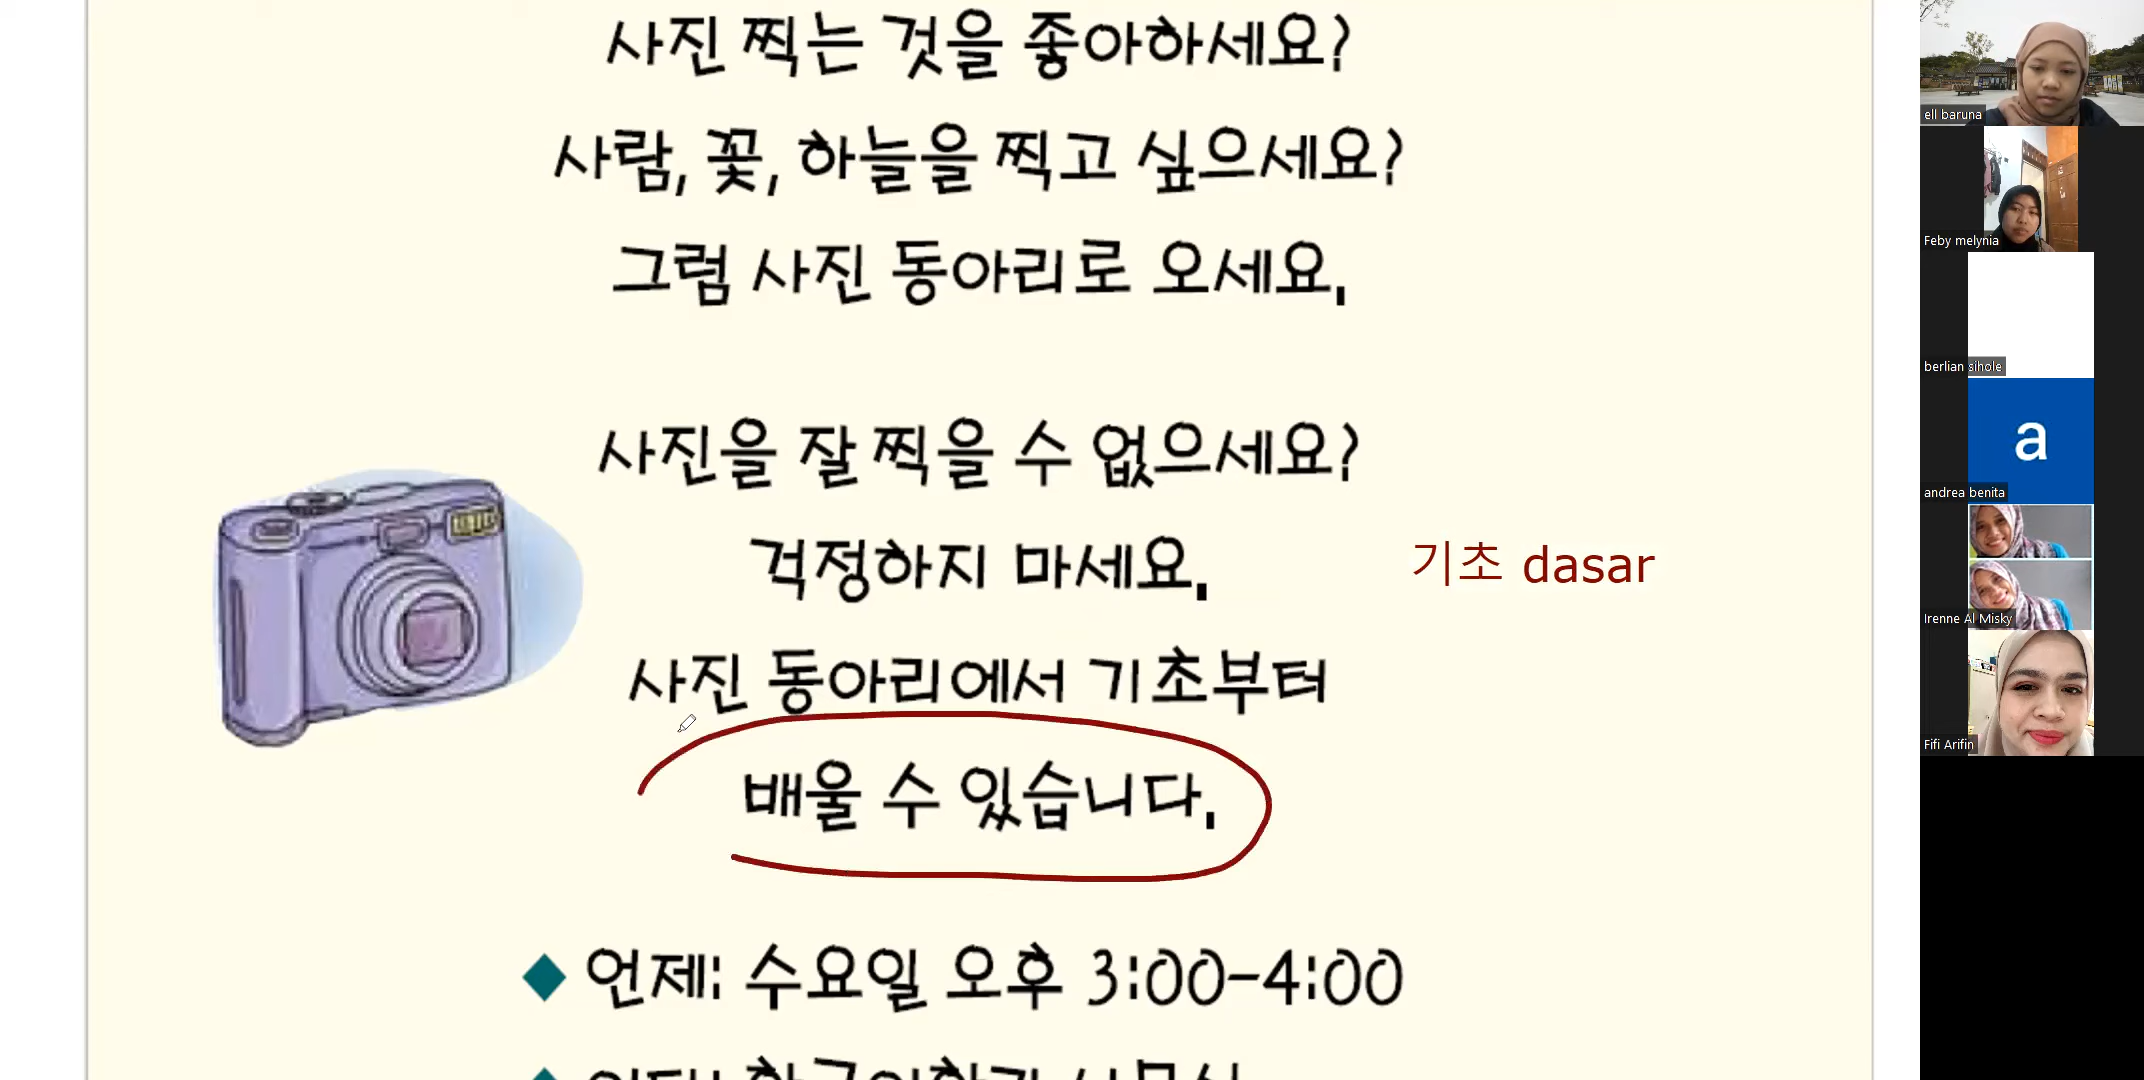 사진 찍는 것을 좋아하세요?
사람, 꽃, 하늘을 찍고 싶으세요?
그럼 사진 동아리로 오세요.
사진을 잘 찍을 수 없으세요?
걱정하지 마세요.
기초 dasar
사진 동아리에서 기초부터
배울 수 있습니다.
◆ 언제: 수요일 오후 3:00-4:00
ell baruna
Feby melynia
berlian sihole
a
andrea benita
Irenne Al Misky
Fifi Arifin